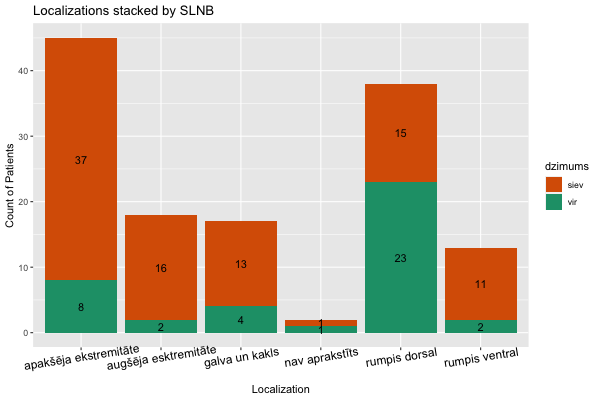 Localizations stacked by SLNB
Count of Patients
40
30
20
10
0
37
8
16
2
13
4
1
1
15
23
11
2
apakšēja ekstremitāte
augšēja esktremitāte
galva un kakls
nav aprakstīts
rumpis dorsal
rumpis ventral
Localization
dzimums
siev
vir